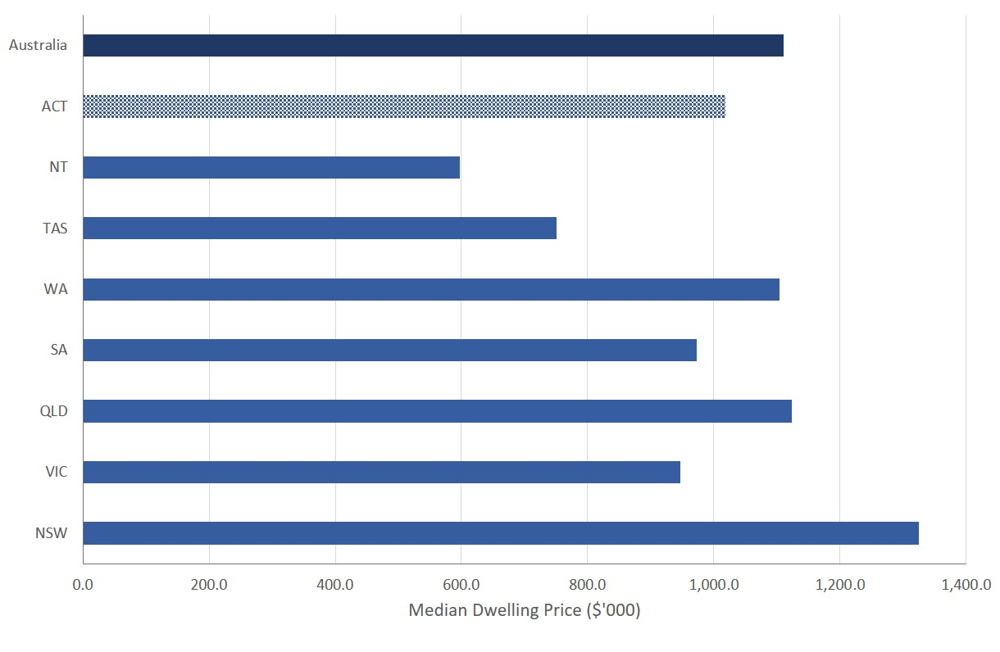 Australia
ACT
NT
TAS
WA
SA
QLD
VIC
NSW
0.0 200.0 400.0 600.0 800.0 1,000.0 1,200.0 1,400.0
Median Dwelling Price ($'000)